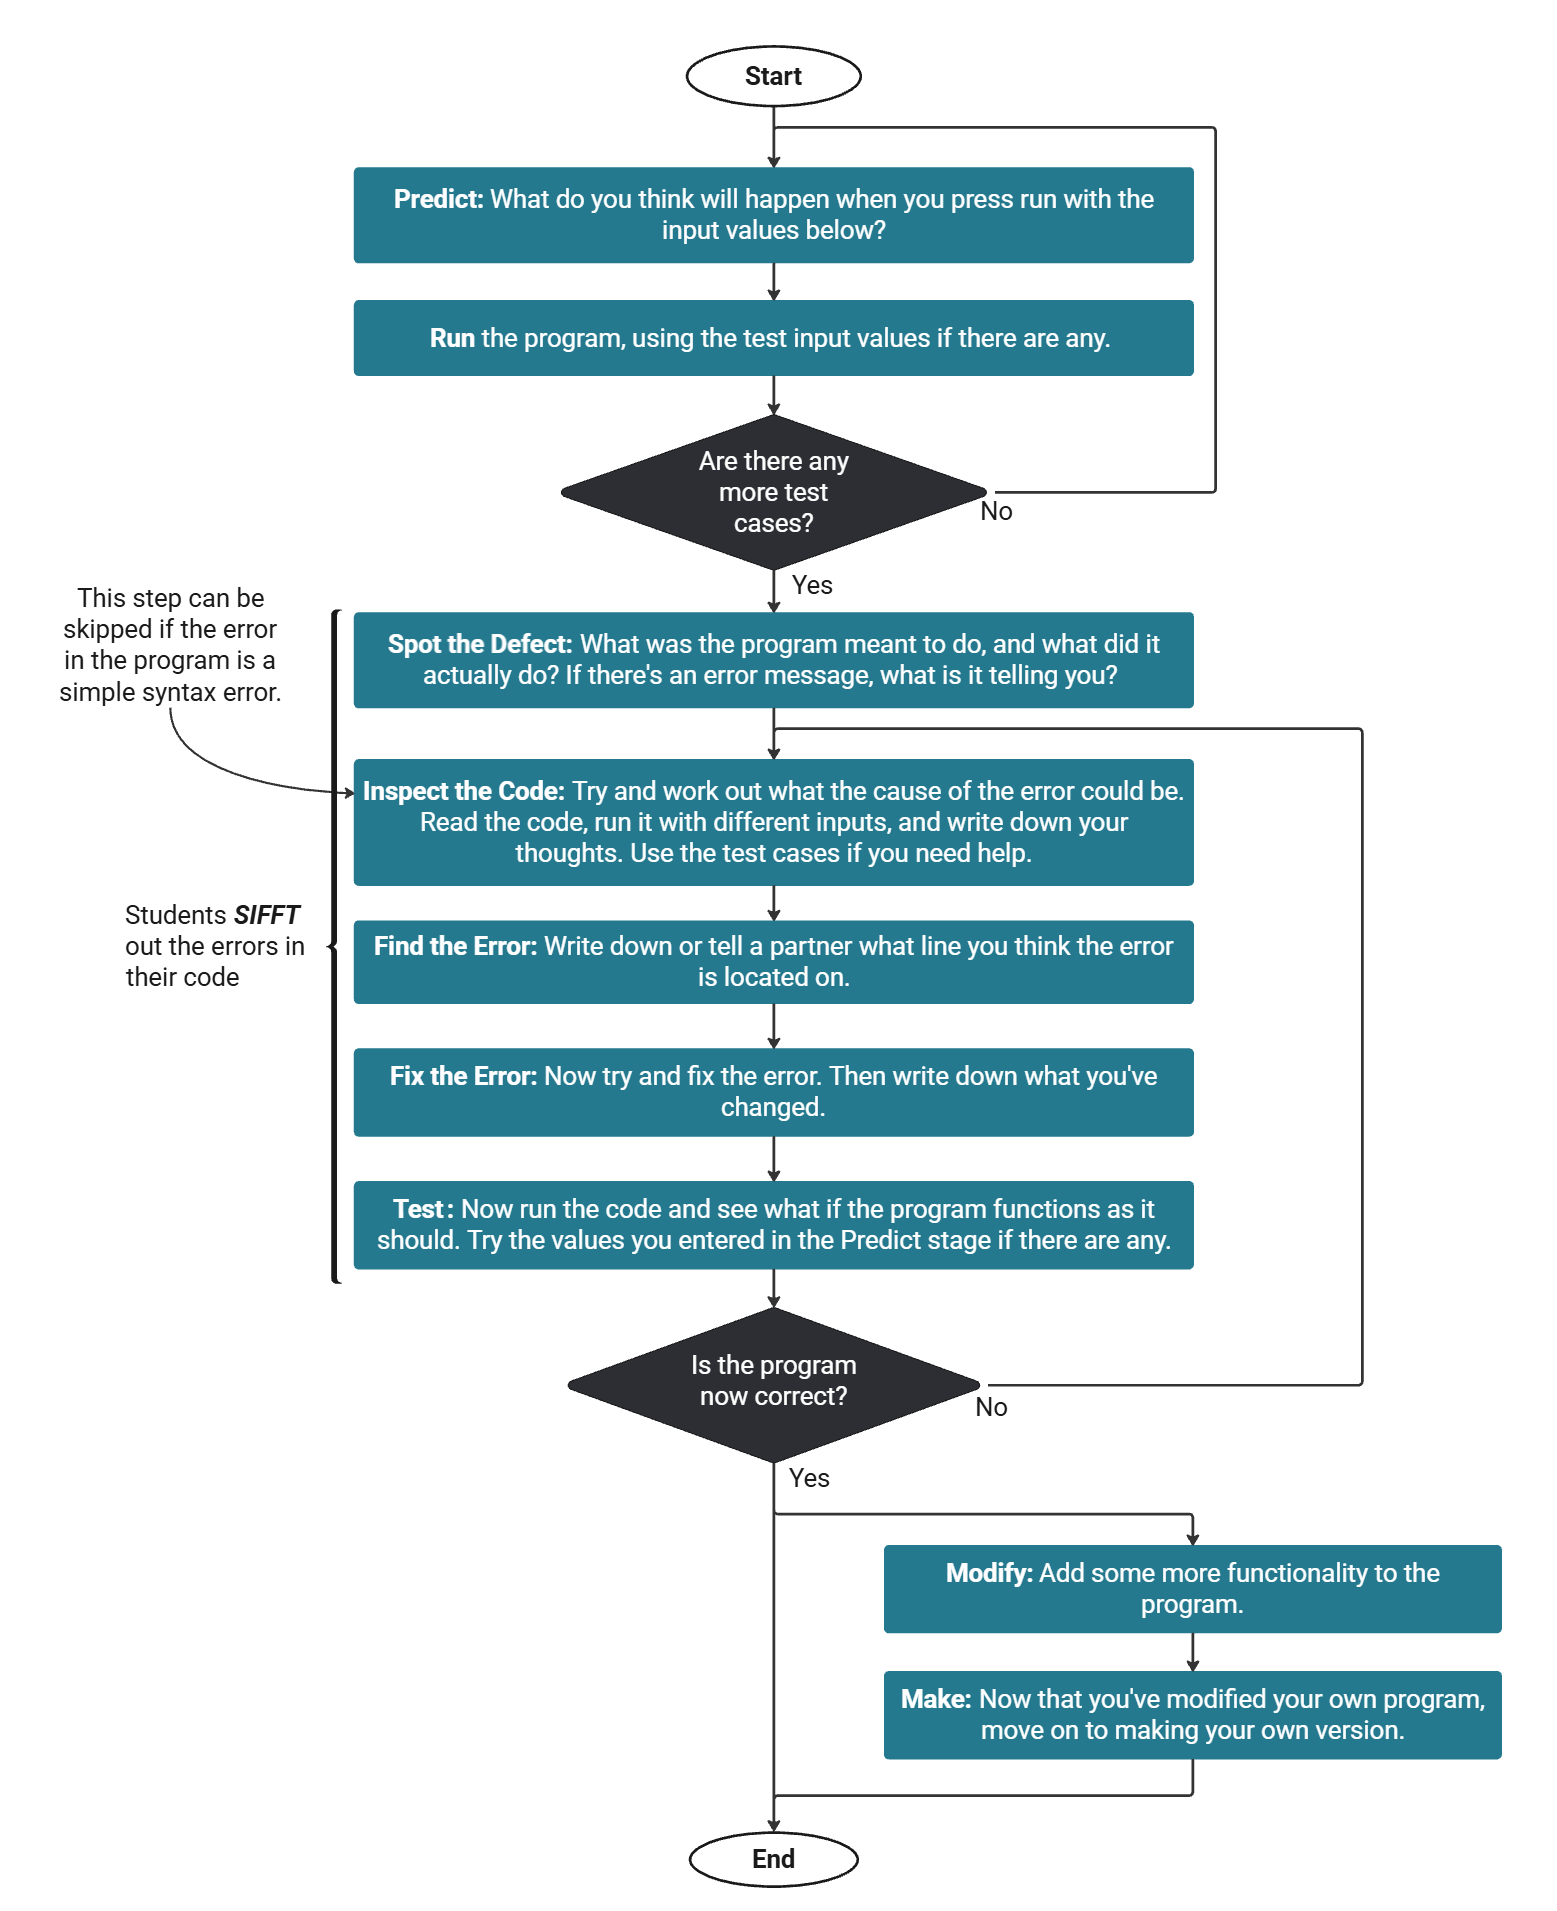 Start
Predict: What do you think will happen when you press run with the
input values below?
Run the program, using the test input values if there are any.
Are there any
more test
cases?
No
Yes
This step can be
skipped if the error
in the program is a
simple syntax error.
Spot the Defect: What was the program meant to do, and what did it
actually do? If there's an error message, what is it telling you?
Inspect the Code: Try and work out what the cause of the error could be.
Read the code, run it with different inputs, and write down your
thoughts. Use the test cases if you need help.
Students SIFFT
out the errors in
their code
Find the Error: Write down or tell a partner what line you think the error
is located on.
Fix the Error: Now try and fix the error. Then write down what you've
changed.
Test: Now run the code and see what if the program functions as it
should. Try the values you entered in the Predict stage if there are any.
Is the program
now correct?
No
Yes
Modify: Add some more functionality to the
program.
Make: Now that you've modified your own program,
move on to making your own version.
End